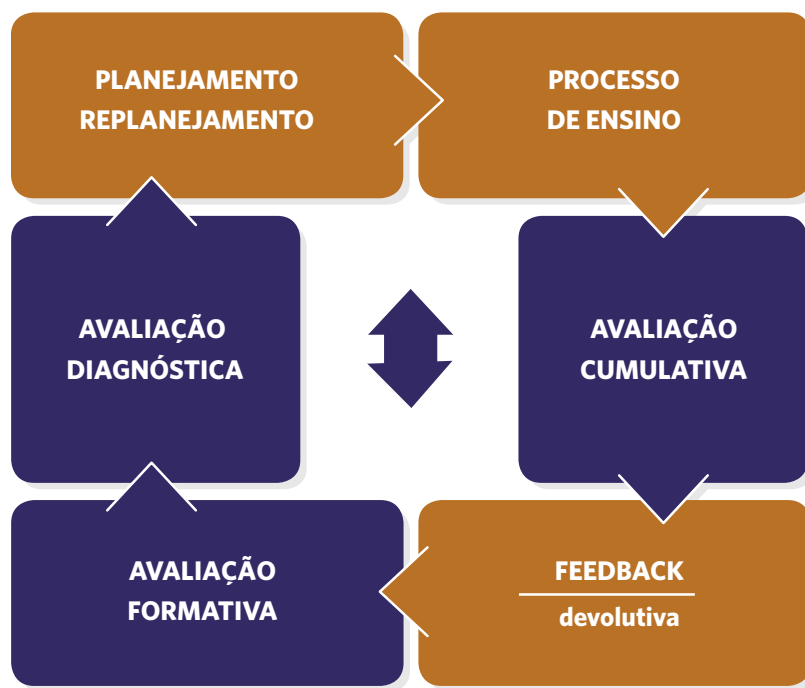 PLANEJAMENTO
REPLANEJAMENTO
PROCESSO
DE ENSINO
AVALIAÇÃO
DIAGNÓSTICA
AVALIAÇÃO
CUMULATIVA
AVALIAÇÃO
FORMATIVA
FEEDBACK
devolutiva